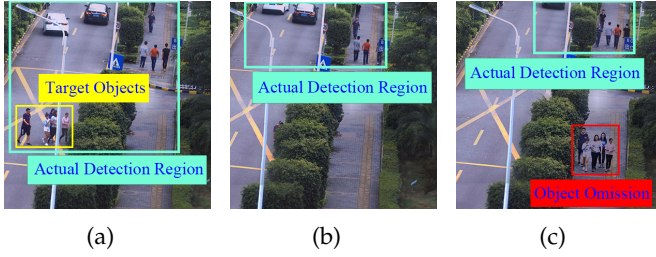 Target Objects
Actual Detection Region
Actual Detection Region
Actual Detection Region
Object Omission
(a)
(b)
(c)